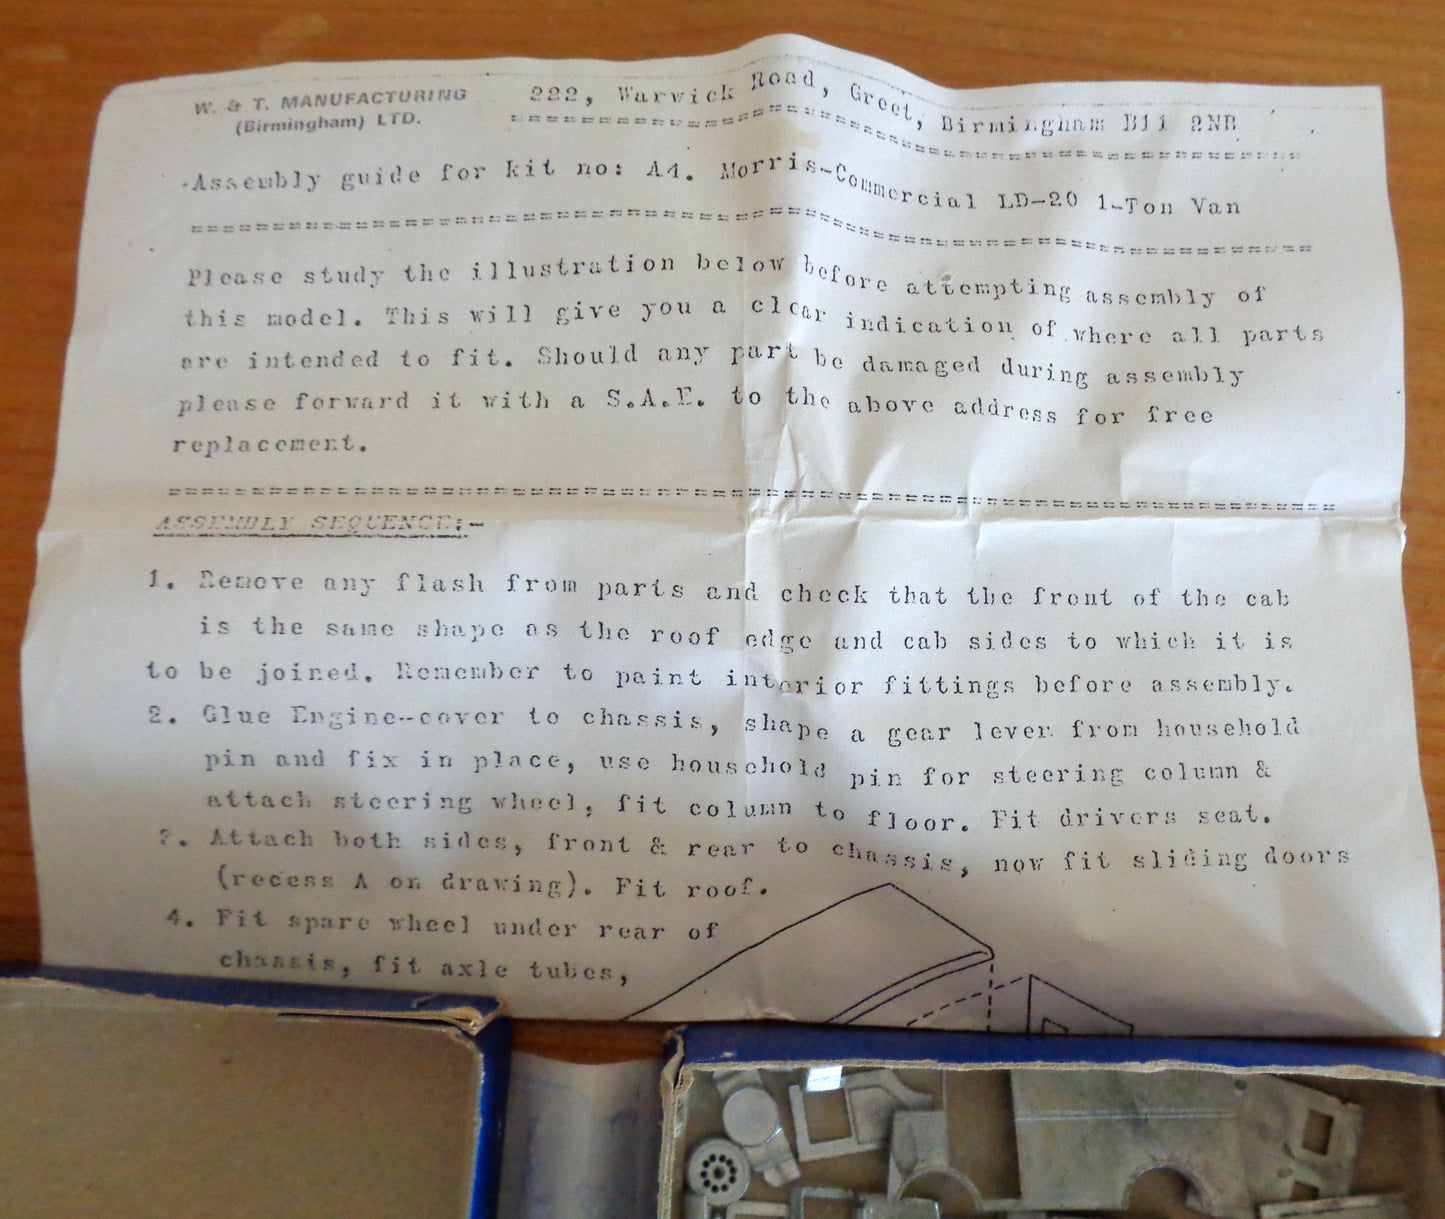 W. & T. MANUFACTURING
(Birmingham) LTD.
222, Warwick Road, Greet, Birmingham B11 2NB
Assembly guide for kit no: A4. Morris-Commercial LD-20 1-Ton Van
Please study the illustration below before attempting assembly of
this model. This will give you a clear indication of where all parts
are intended to fit. Should any part be damaged during assembly
please forward it with a S.A.E. to the above address for free
replacement.
ASSEMBLY SEQUENCE:-
1. Remove any flash from parts and check that the front of the cab
is the same shape as the roof edge and cab sides to which it is
to be joined. Remember to paint interior fittings before assembly.
2. Glue Engine-cover to chassis, shape a gear lever from household
pin and fix in place, use household pin for steering column &
attach steering wheel, fit column to floor. Fit drivers seat.
3. Attach both sides, front & rear to chassis, now fit sliding doors
(recess A on drawing). Fit roof.
4. Fit spare wheel under rear of
chassis, fit axle tubes,